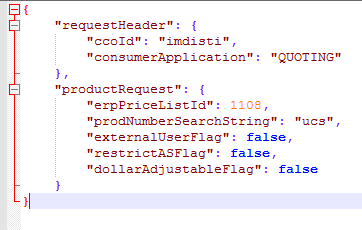 {
"requestHeader": {
"ccoId": "imdisti",
"consumerApplication": "QUOTING"
},
"productRequest": {
"erpPriceListId": 1108,
"prodNumberSearchString": "ucs",
"externalUserFlag": false,
"restrictASFlag": false,
"dollarAdjustableFlag": false
}
}